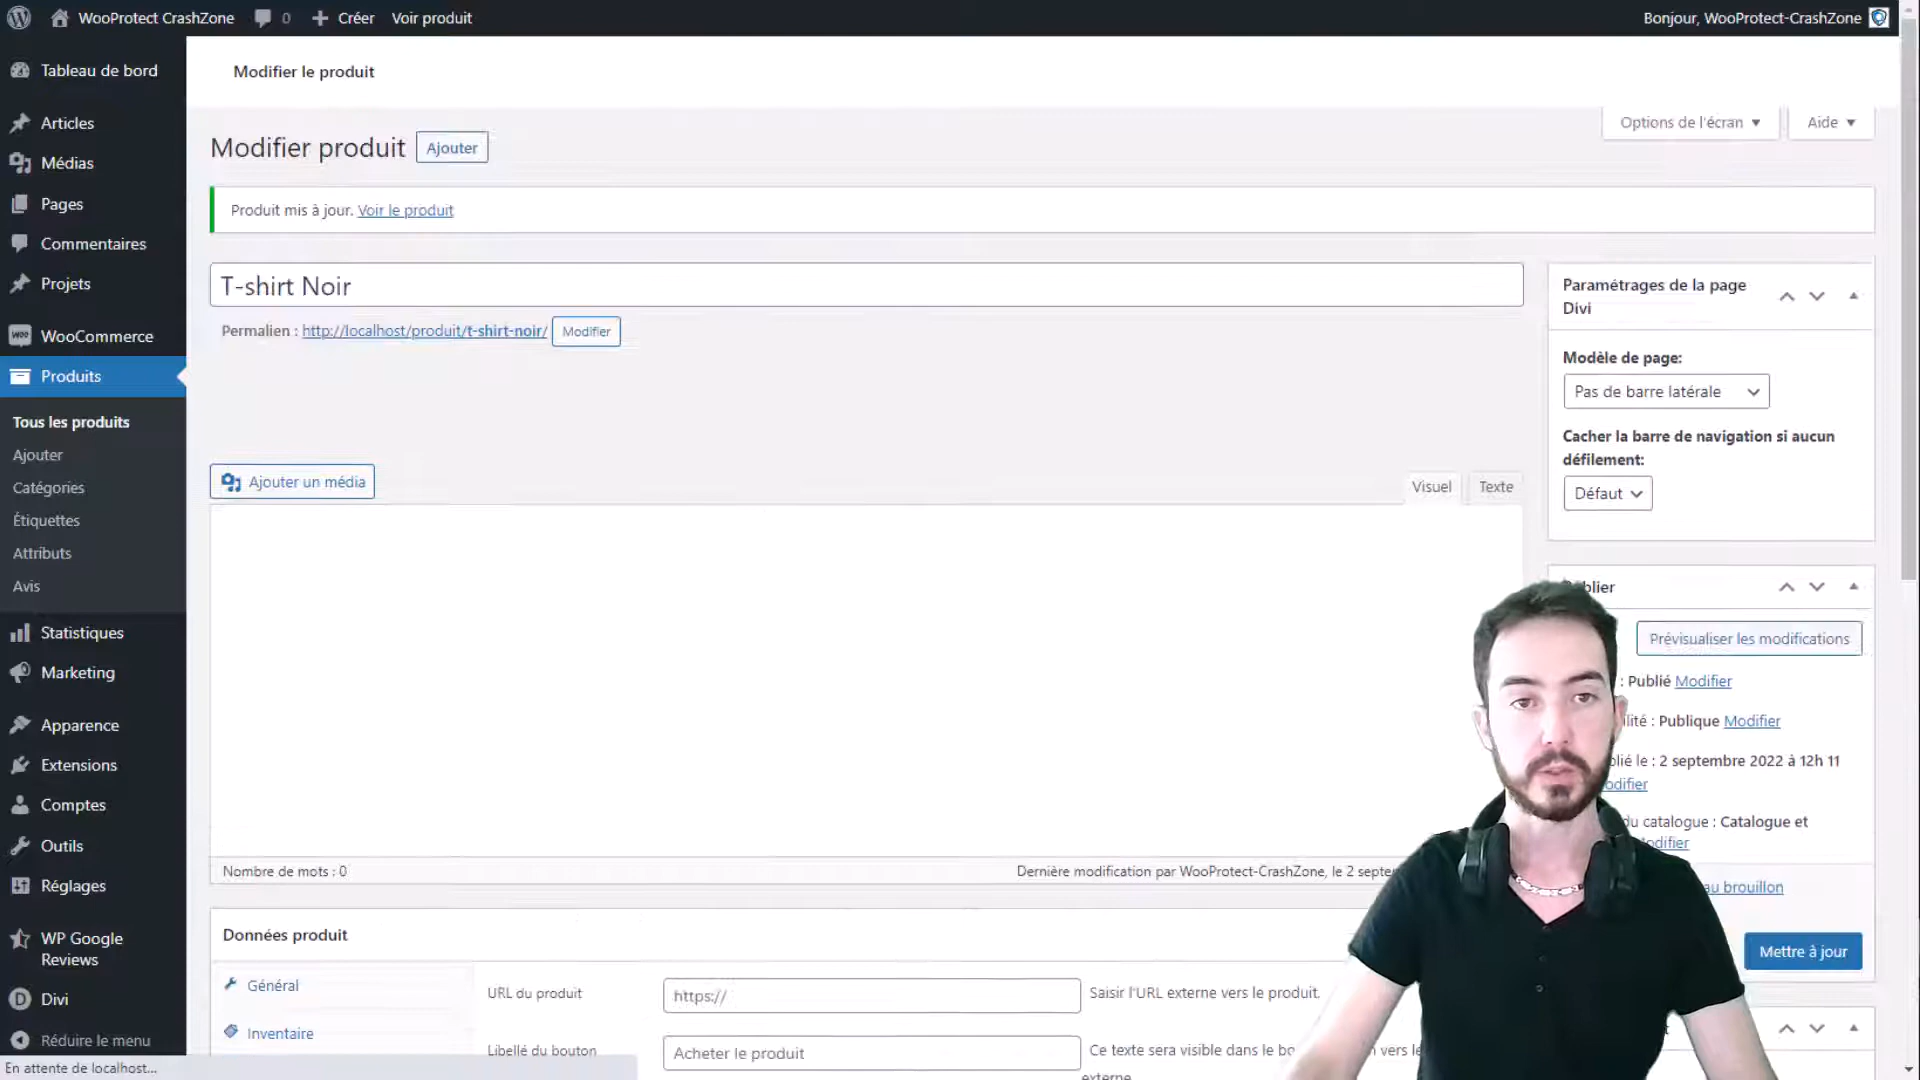 WooProtect CrashZone
0
Créer
Voir produit
Bonjour, WooProtect-CrashZone
Tableau de bord
Articles
Médias
Pages
Commentaires
Projets
WooCommerce
Produits
Tous les produits
Ajouter
Catégories
Étiquettes
Attributs
Avis
Statistiques
Marketing
Apparence
Extensions
Comptes
Outils
Réglages
WP Google
Reviews
Divi
Réduire le menu
En attente de localhost...
Modifier le produit
Options de l'écran
Aide
Modifier produit
Ajouter
Produit mis à jour. Voir le produit
T-shirt Noir
Permalien : http://localhost/produit/t-shirt-noir/ Modifier
Ajouter un média
Visuel
Texte
Nombre de mots : 0
Dernière modification par WooProtect-CrashZone, le 2 septe
Données produit
Général
Inventaire
URL du produit
https://
Saisir l'URL externe vers le produit.
Libellé du bouton
Acheter le produit
Ce texte sera visible dans le bo n vers le
externe
Paramétrages de la page
Divi
Modèle de page:
Pas de barre latérale
Cacher la barre de navigation si aucun
défilement:
Défaut
blier
Prévisualiser les modifications
: Publié Modifier
ilité : Publique Modifier
lié le : 2 septembre 2022 à 12h 11
odifier
du catalogue : Catalogue et
odifier
au brouillon
Mettre à jour